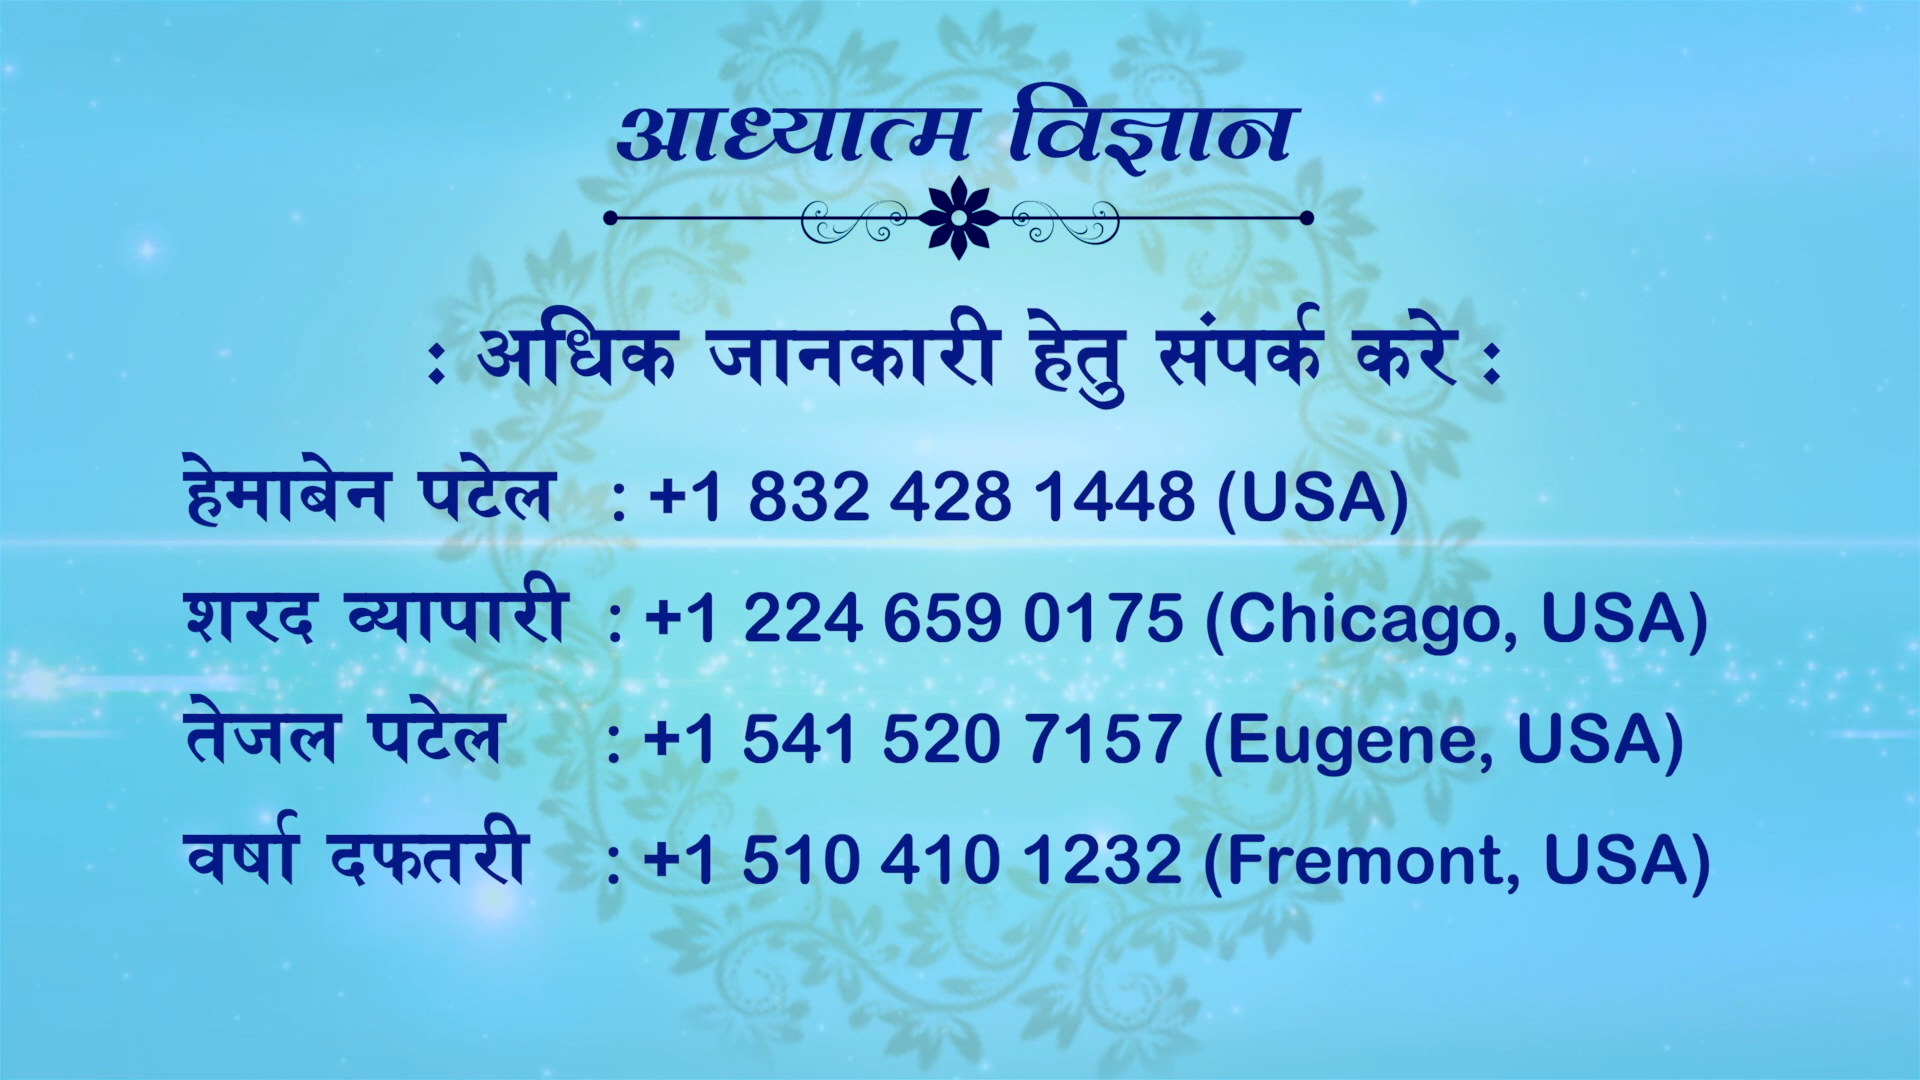 आध्यात्म विज्ञान
: अधिक जानकारी हेतु संपर्क करे :
हेमाबेन पटेल : +1 832 428 1448 (USA)
शरद व्यापारी : +1 224 659 0175 (Chicago, USA)
तेजल पटेल : +1 541 520 7157 (Eugene, USA)
वर्षा दफतरी : +1 510 410 1232 (Fremont, USA)